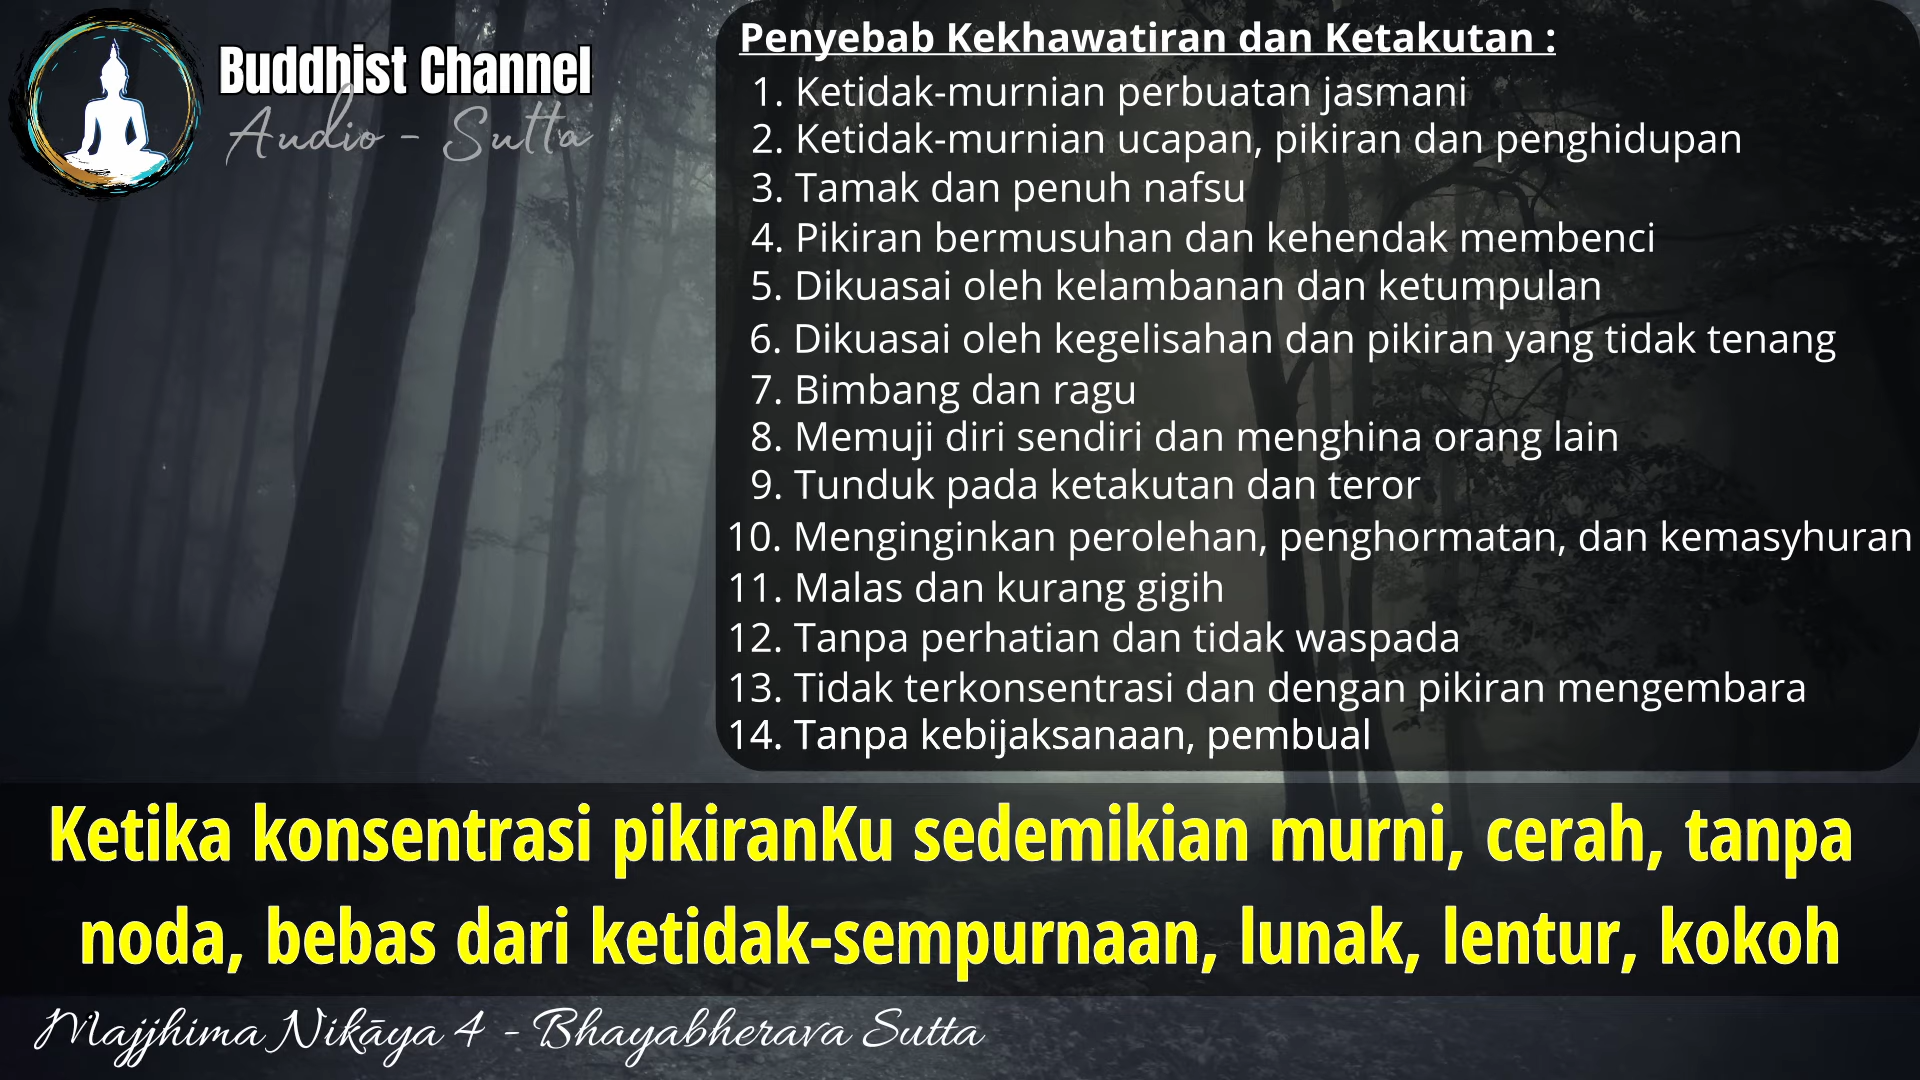 Buddhist Channel
Audio - Sutta
Penyebab Kekhawatiran dan Ketakutan :
1. Ketidak-murnian perbuatan jasmani
2. Ketidak-murnian ucapan, pikiran dan penghidupan
3. Tamak dan penuh nafsu
4. Pikiran bermusuhan dan kehendak membenci
5. Dikuasai oleh kelambanan dan ketumpulan
6. Dikuasai oleh kegelisahan dan pikiran yang tidak tenang
7. Bimbang dan ragu
8. Memuji diri sendiri dan menghina orang lain
9. Tunduk pada ketakutan dan teror
10. Menginginkan perolehan, penghormatan, dan kemasyhuran
11. Malas dan kurang gigih
12. Tanpa perhatian dan tidak waspada
13. Tidak terkonsentrasi dan dengan pikiran mengembara
14. Tanpa kebijaksanaan, pembual
Ketika konsentrasi pikiranKu sedemikian murni, cerah, tanpa
noda, bebas dari ketidak-sempurnaan, lunak, lentur, kokoh
Majjhima Nikāya 4 - Bhayabherava Sutta